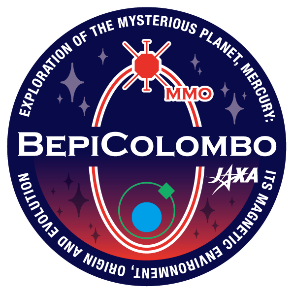 EXPLORATION OF THE MYSTERIOUS PLANET, MERCURY:
MMO
BEPICOLOMBO
JAXA
ITS MAGNETIC ENVIRONMENT, ORIGIN AND EVOLUTION